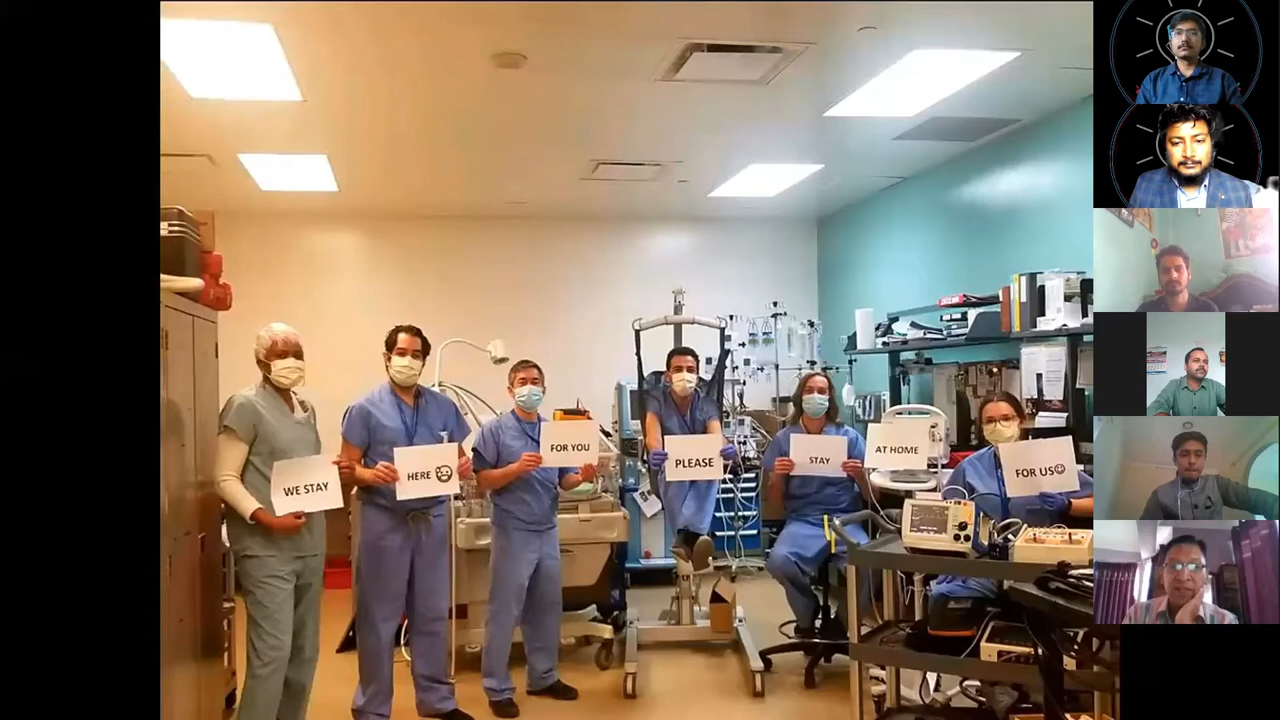 WE STAY
HERE
FOR YOU
PLEASE
STAY
AT HOME
FOR US